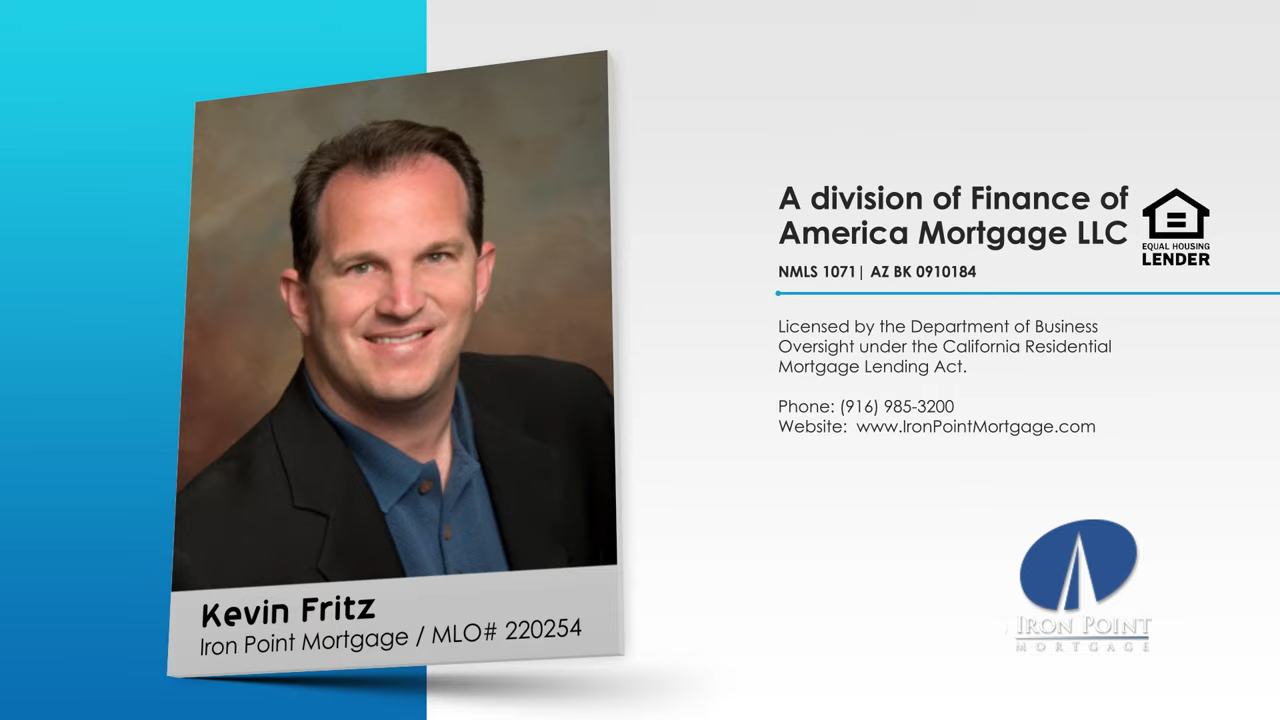 A division of Finance of
America Mortgage LLC
EQUAL HOUSING
LENDER
NMLS 1071| AZ BK 0910184
Licensed by the Department of Business
Oversight under the California Residential
Mortgage Lending Act.
Phone: (916) 985-3200
Website:  www.IronPointMortgage.com
Kevin Fritz
Iron Point Mortgage / MLO# 220254
IRON POINT
MORTGAGE